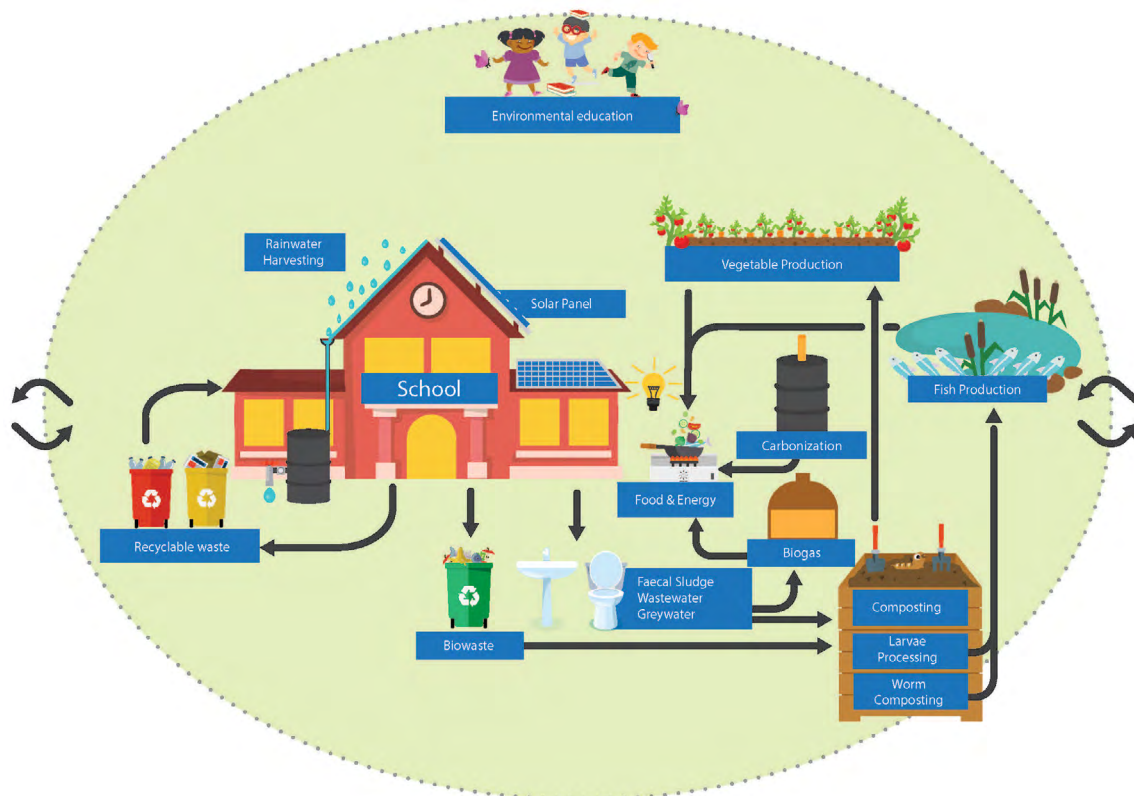 Environmental education
Rainwater
Harvesting
Vegetable Production
Solar Panel
School
Fish Production
Carbonization
Food & Energy
Recyclable waste
Biogas
Faecal Sludge
Wastewater
Greywater
Composting
Biowaste
Larvae
Processing
Worm
Composting